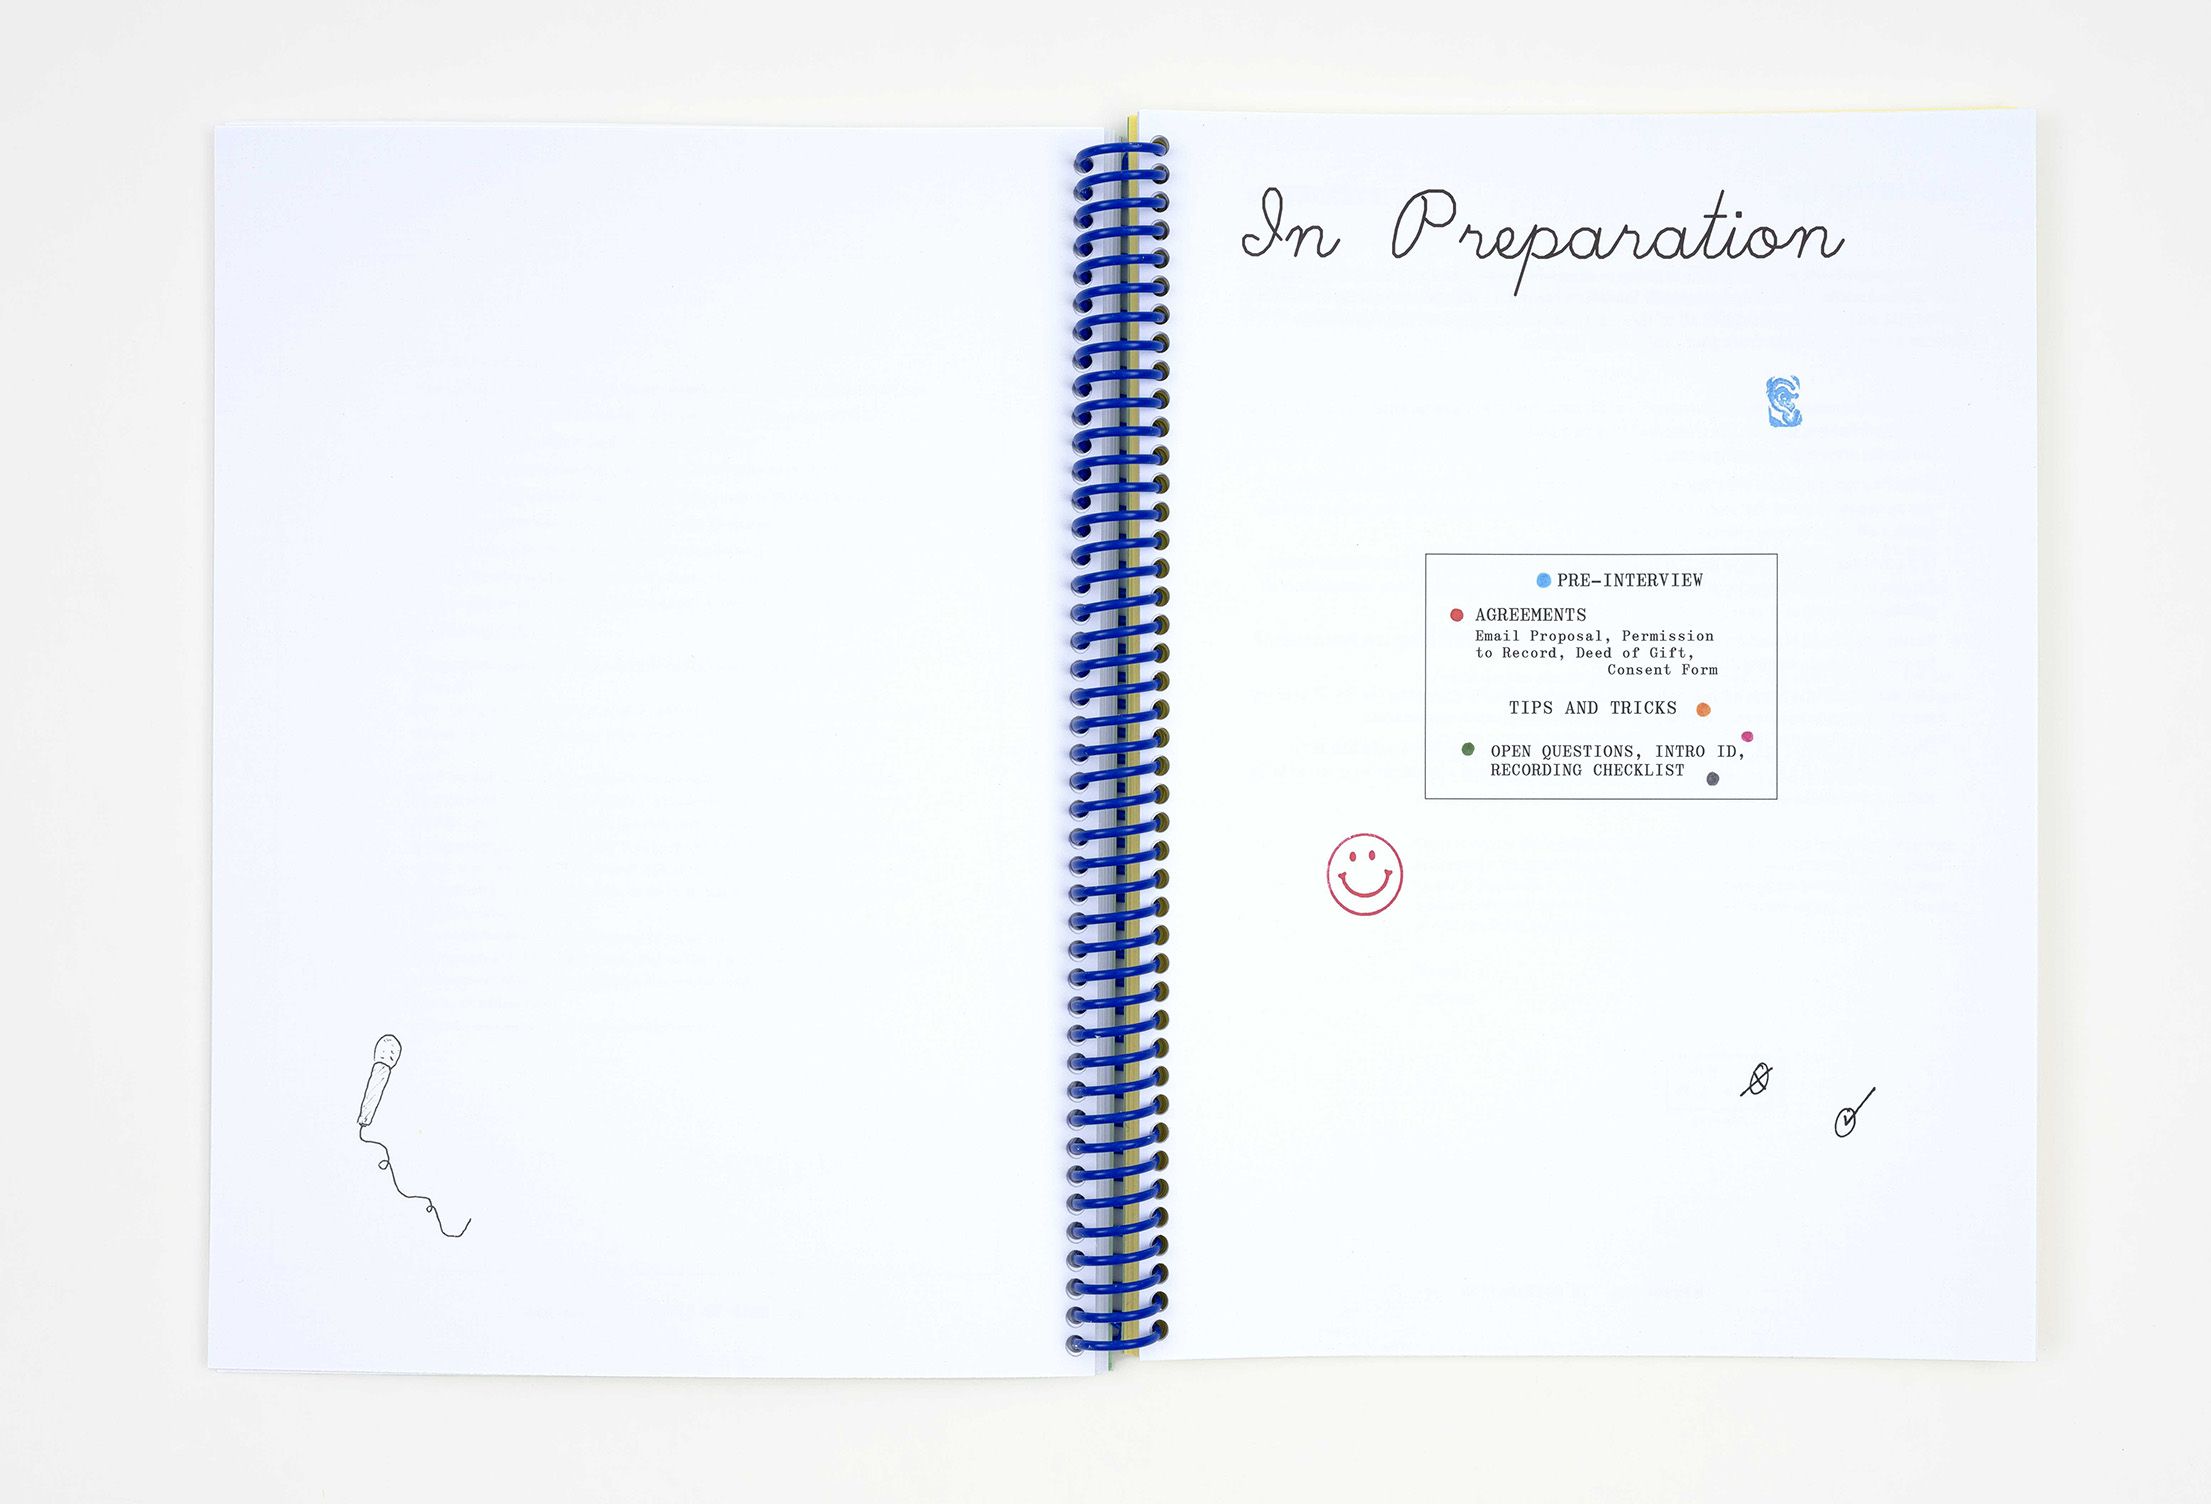 In Preparation
PRE-INTERVIEW
AGREEMENTS
Email Proposal, Permission
to Record, Deed of Gift,
Consent Form
TIPS AND TRICKS
OPEN QUESTIONS, INTRO ID,
RECORDING CHECKLIST